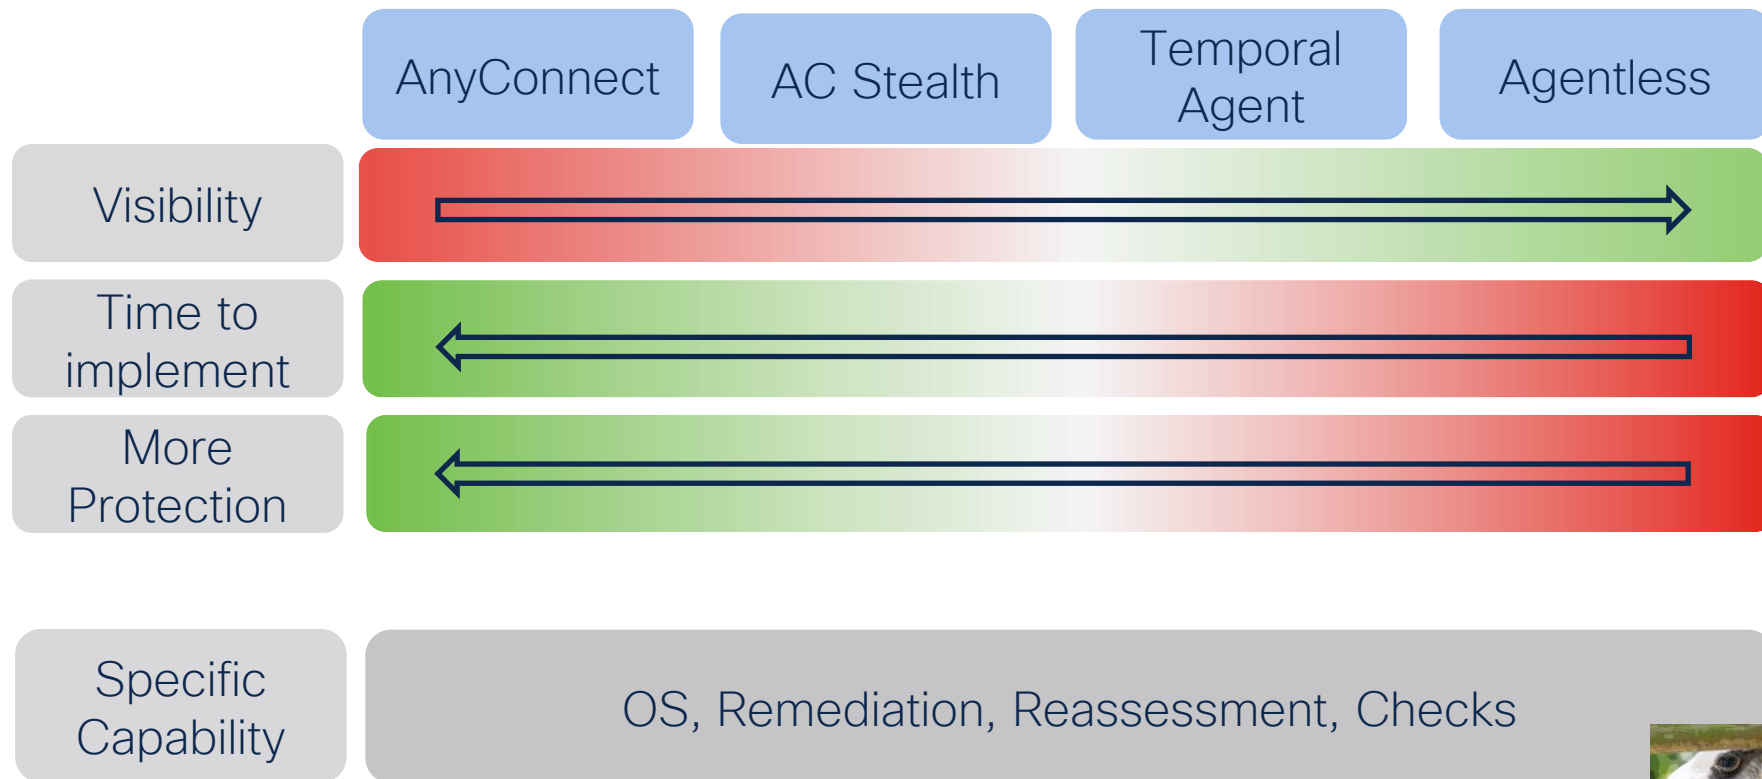 AnyConnect
AC Stealth
Temporal
Agent
Agentless
Visibility
Time to
implement
More
Protection
Specific
Capability
OS, Remediation, Reassessment, Checks